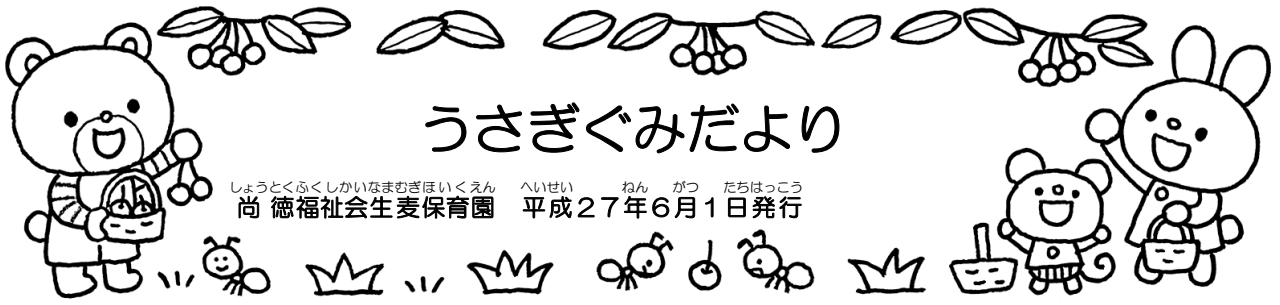 うさぎぐみだより
しょうとくふくしかいなまむぎほいくえん　へいせい　ねん　がつ　たちはっこう
尚 徳福祉会生麦保育園　平成２７年６月１日発行